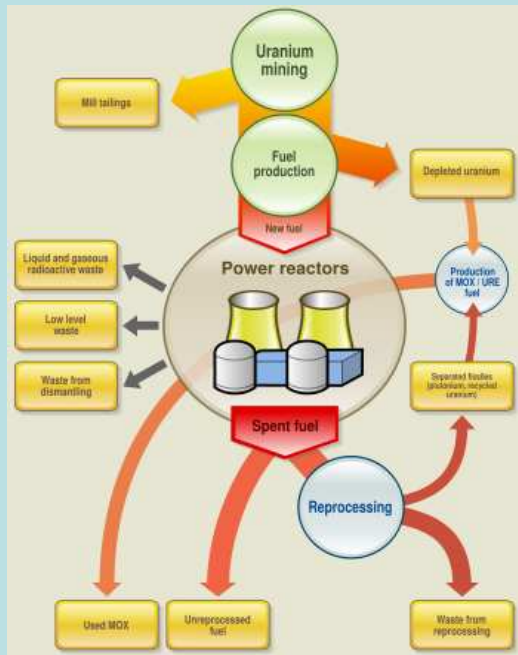 Uranium
mining
Mill tailings
Fuel
production
Depleted uranium
New fuel
Liquid and gaseous
radioactive waste
Power reactors
Production
of MOX / URE
fuel
Low level
waste
Waste from
dismantling
Separated fissiles
(plutonium, recycled
uranium)
Spent fuel
Reprocessing
Used MOX
Unreprocessed
fuel
Waste from
reprocessing